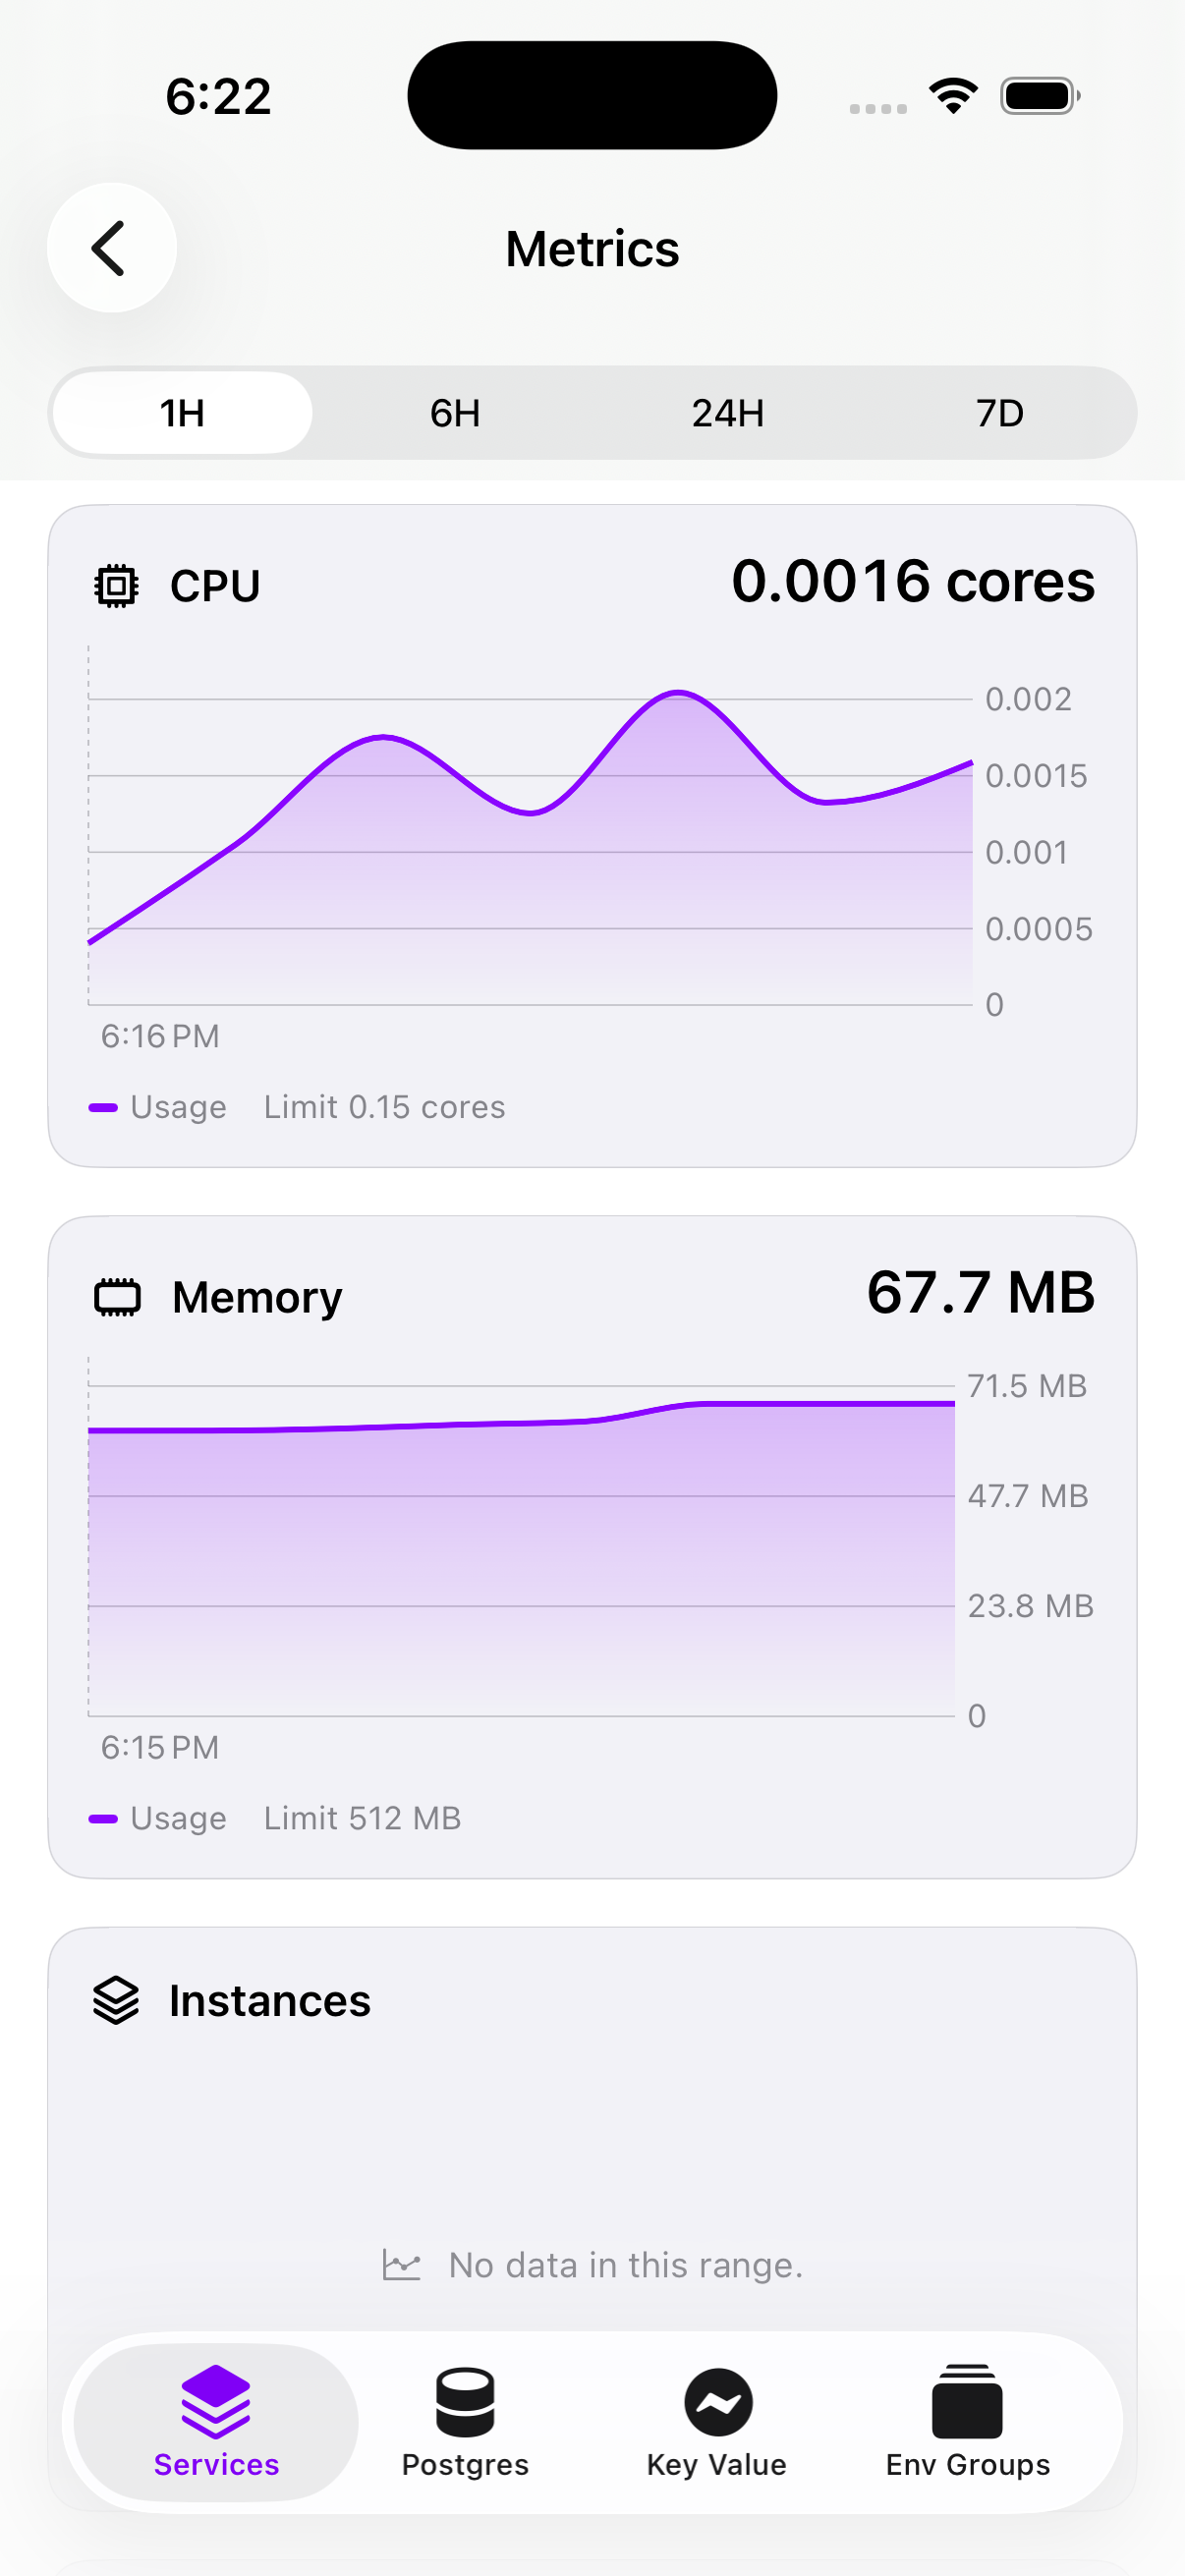 6:22
Metrics
1H 6H 24H 7D
CPU 0.0016 cores
0.002
0.0015
0.001
0.0005
0
6:16 PM
Usage Limit 0.15 cores
Memory 67.7 MB
71.5 MB
47.7 MB
23.8 MB
0
6:15 PM
Usage Limit 512 MB
Instances
No data in this range.
Services Postgres Key Value Env Groups